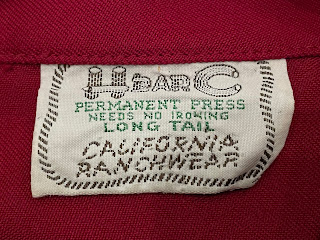 H BAR C
PERMANENT PRESS
NEEDS NO IRONING
LONG TAIL
CALIFORNIA
RANCHWEAR